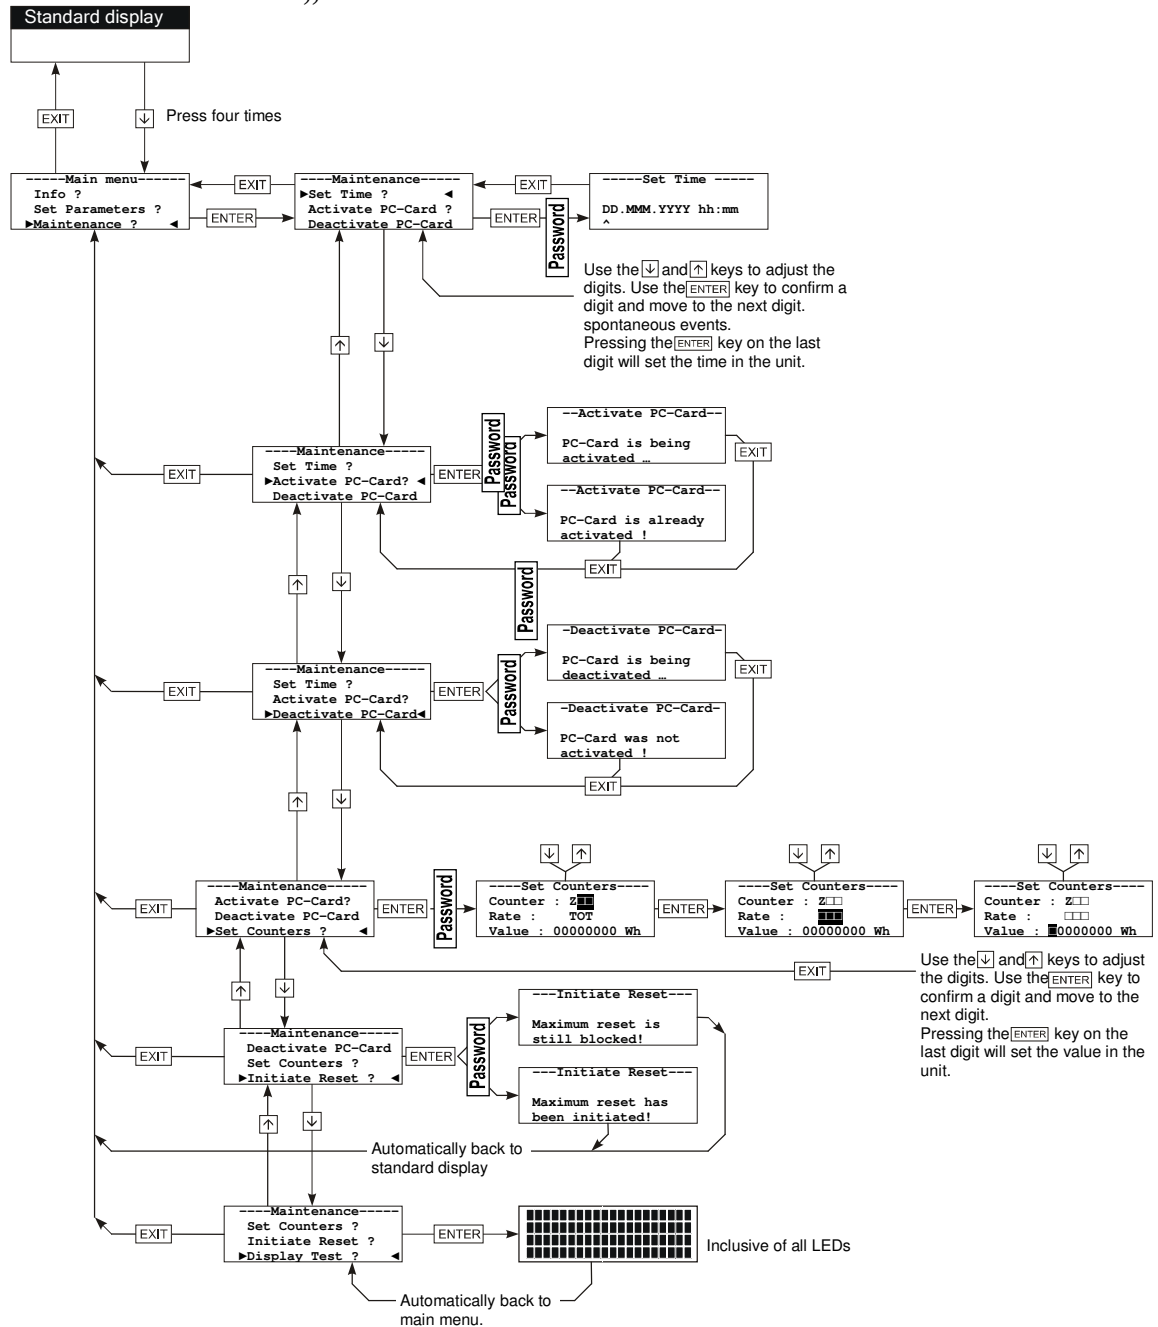 „
Standard display
EXIT
↓
Press four times
-----Main menu------
Info ?
Set Parameters ?
►Maintenance ? ◄
EXIT
ENTER
----Maintenance-----
►Set Time ? ◄
Activate PC-Card ?
Deactivate PC-Card
EXIT
ENTER
Password
-----Set Time -----
DD.MMM.YYYY hh:mm
^
Use the ↓ and ↑ keys to adjust the
digits. Use the ENTER key to confirm a
digit and move to the next digit.
spontaneous events.
Pressing the ENTER key on the last
digit will set the time in the unit.
↑
↓
EXIT
----Maintenance-----
Set Time ?
►Activate PC-Card? ◄
Deactivate PC-Card
ENTER
Password
Password
--Activate PC-Card--
PC-Card is being
activated …
EXIT
--Activate PC-Card--
PC-Card is already
activated !
EXIT
↑
↓
Password
EXIT
----Maintenance-----
Set Time ?
Activate PC-Card?
►Deactivate PC-Card◄
ENTER
Password
-Deactivate PC-Card-
PC-Card is being
deactivated …
EXIT
-Deactivate PC-Card-
PC-Card was not
activated !
EXIT
↑
↓
EXIT
----Maintenance-----
Activate PC-Card?
Deactivate PC-Card
►Set Counters ? ◄
ENTER
Password
↓ ↑
----Set Counters----
Counter : Z
Rate : TOT
Value : 00000000 Wh
ENTER
↓ ↑
----Set Counters----
Counter : Z□□
Rate :
Value : 00000000 Wh
ENTER
↓ ↑
----Set Counters----
Counter : Z□□
Rate : □□□
Value : 0000000 Wh
EXIT
Use the ↓ and ↑ keys to adjust
the digits. Use the ENTER key to
confirm a digit and move to the
next digit.
Pressing the ENTER key on the
last digit will set the value in the
unit.
↑
↓
EXIT
----Maintenance-----
Deactivate PC-Card
Set Counters ?
►Initiate Reset ? ◄
ENTER
Password
---Initiate Reset---
Maximum reset is
still blocked!
---Initiate Reset---
Maximum reset has
been initiated!
Automatically back to
standard display
↑
↓
EXIT
----Maintenance-----
Set Counters ?
Initiate Reset ?
►Display Test ? ◄
ENTER
Inclusive of all LEDs
Automatically back to
main menu.